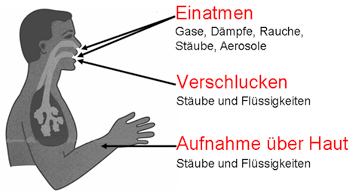 Einatmen
Gase, Dämpfe, Rauche,
Stäube, Aerosole
Verschlucken
Stäube und Flüssigkeiten
Aufnahme über Haut
Stäube und Flüssigkeiten